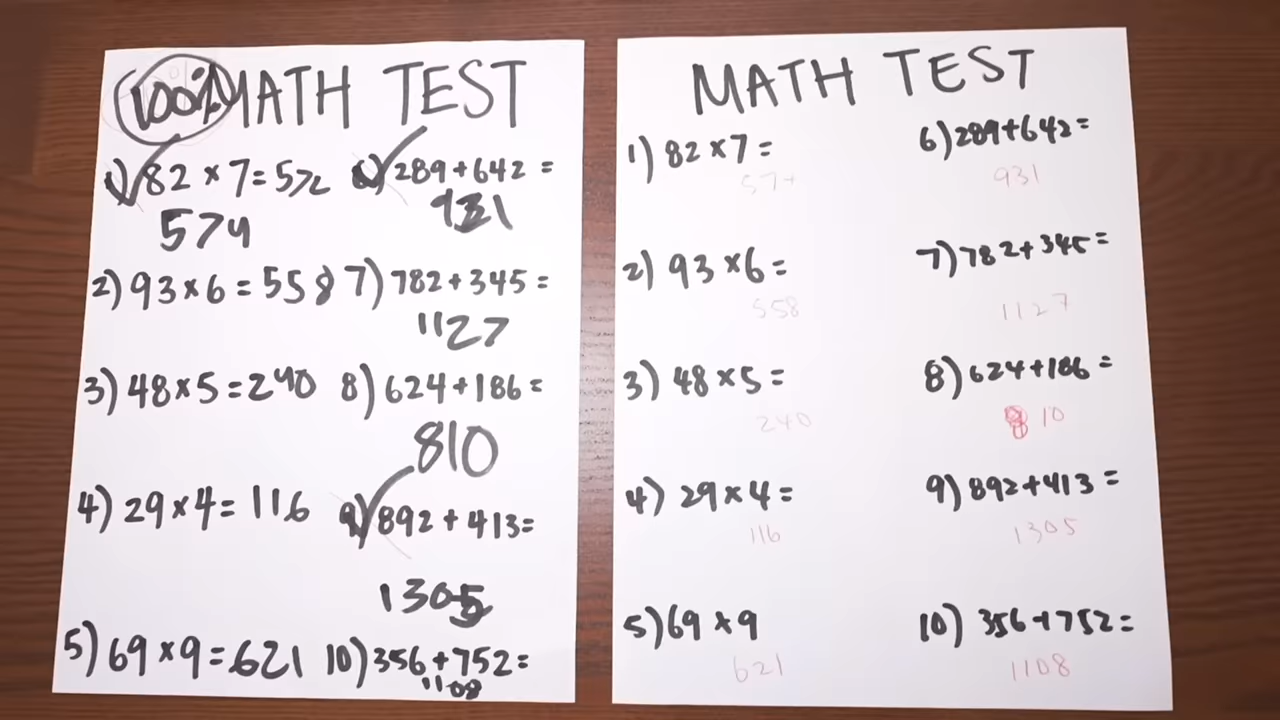 100% MATH TEST
1) 82 × 7 = 572
574
2) 93 × 6 = 558
3) 48 × 5 = 240
4) 29 × 4 = 116
5) 69 × 9 = 621
6) 289 + 642 =
931
7) 782 + 345 =
1127
8) 624 + 186 =
810
9) 892 + 413 =
1305
10) 356 + 752 =
1108
MATH TEST
1) 82 × 7 =
574
2) 93 × 6 =
558
3) 48 × 5 =
240
4) 29 × 4 =
116
5) 69 × 9
621
6) 289 + 642 =
931
7) 782 + 345 =
1127
8) 624 + 186 =
810
9) 892 + 413 =
1305
10) 356 + 752 =
1108